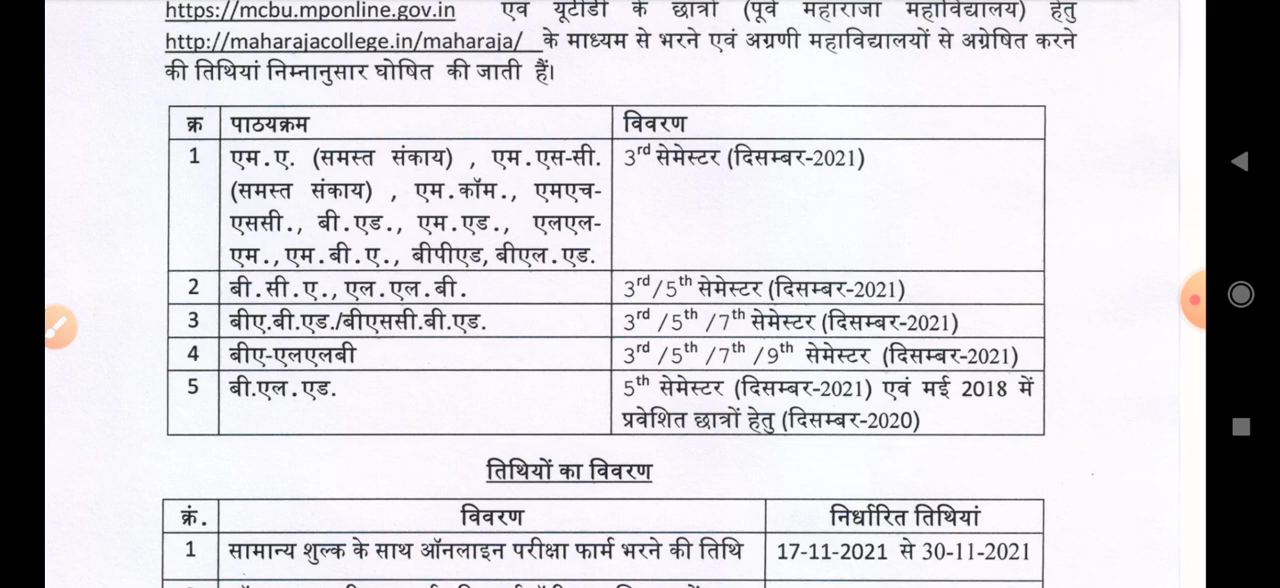 https://mcbu.mponline.gov.in एवं यूटीडी के छात्रों (पूर्व महाराजा महाविद्यालय) हेतु
http://maharajacollege.in/maharaja/ के माध्यम से भरने एवं अग्रणी महाविद्यालयों से अग्रेषित करने
की तिथियां निम्नानुसार घोषित की जाती हैं।
क्र पाठयक्रम विवरण
1 एम.ए. (समस्त संकाय) , एम.एस-सी. 3rd सेमेस्टर (दिसम्बर-2021)
(समस्त संकाय) , एम.कॉम., एमएच-
एससी., बी.एड., एम.एड., एलएल-
एम.,एम.बी.ए., बीपीएड,बीएल.एड.
2 बी.सी.ए.,एल.एल.बी. 3rd/5th सेमेस्टर (दिसम्बर-2021)
3 बीए.बी.एड./बीएससी.बी.एड. 3rd /5th /7th सेमेस्टर (दिसम्बर-2021)
4 बीए-एलएलबी 3rd /5th /7th /9th सेमेस्टर (दिसम्बर-2021)
5 बी.एल.एड. 5th सेमेस्टर (दिसम्बर-2021) एवं मई 2018 में
प्रवेशित छात्रों हेतु (दिसम्बर-2020)
तिथियों का विवरण
क्रं. विवरण निर्धारित तिथियां
1 सामान्य शुल्क के साथ ऑनलाइन परीक्षा फार्म भरने की तिथि 17-11-2021 से 30-11-2021